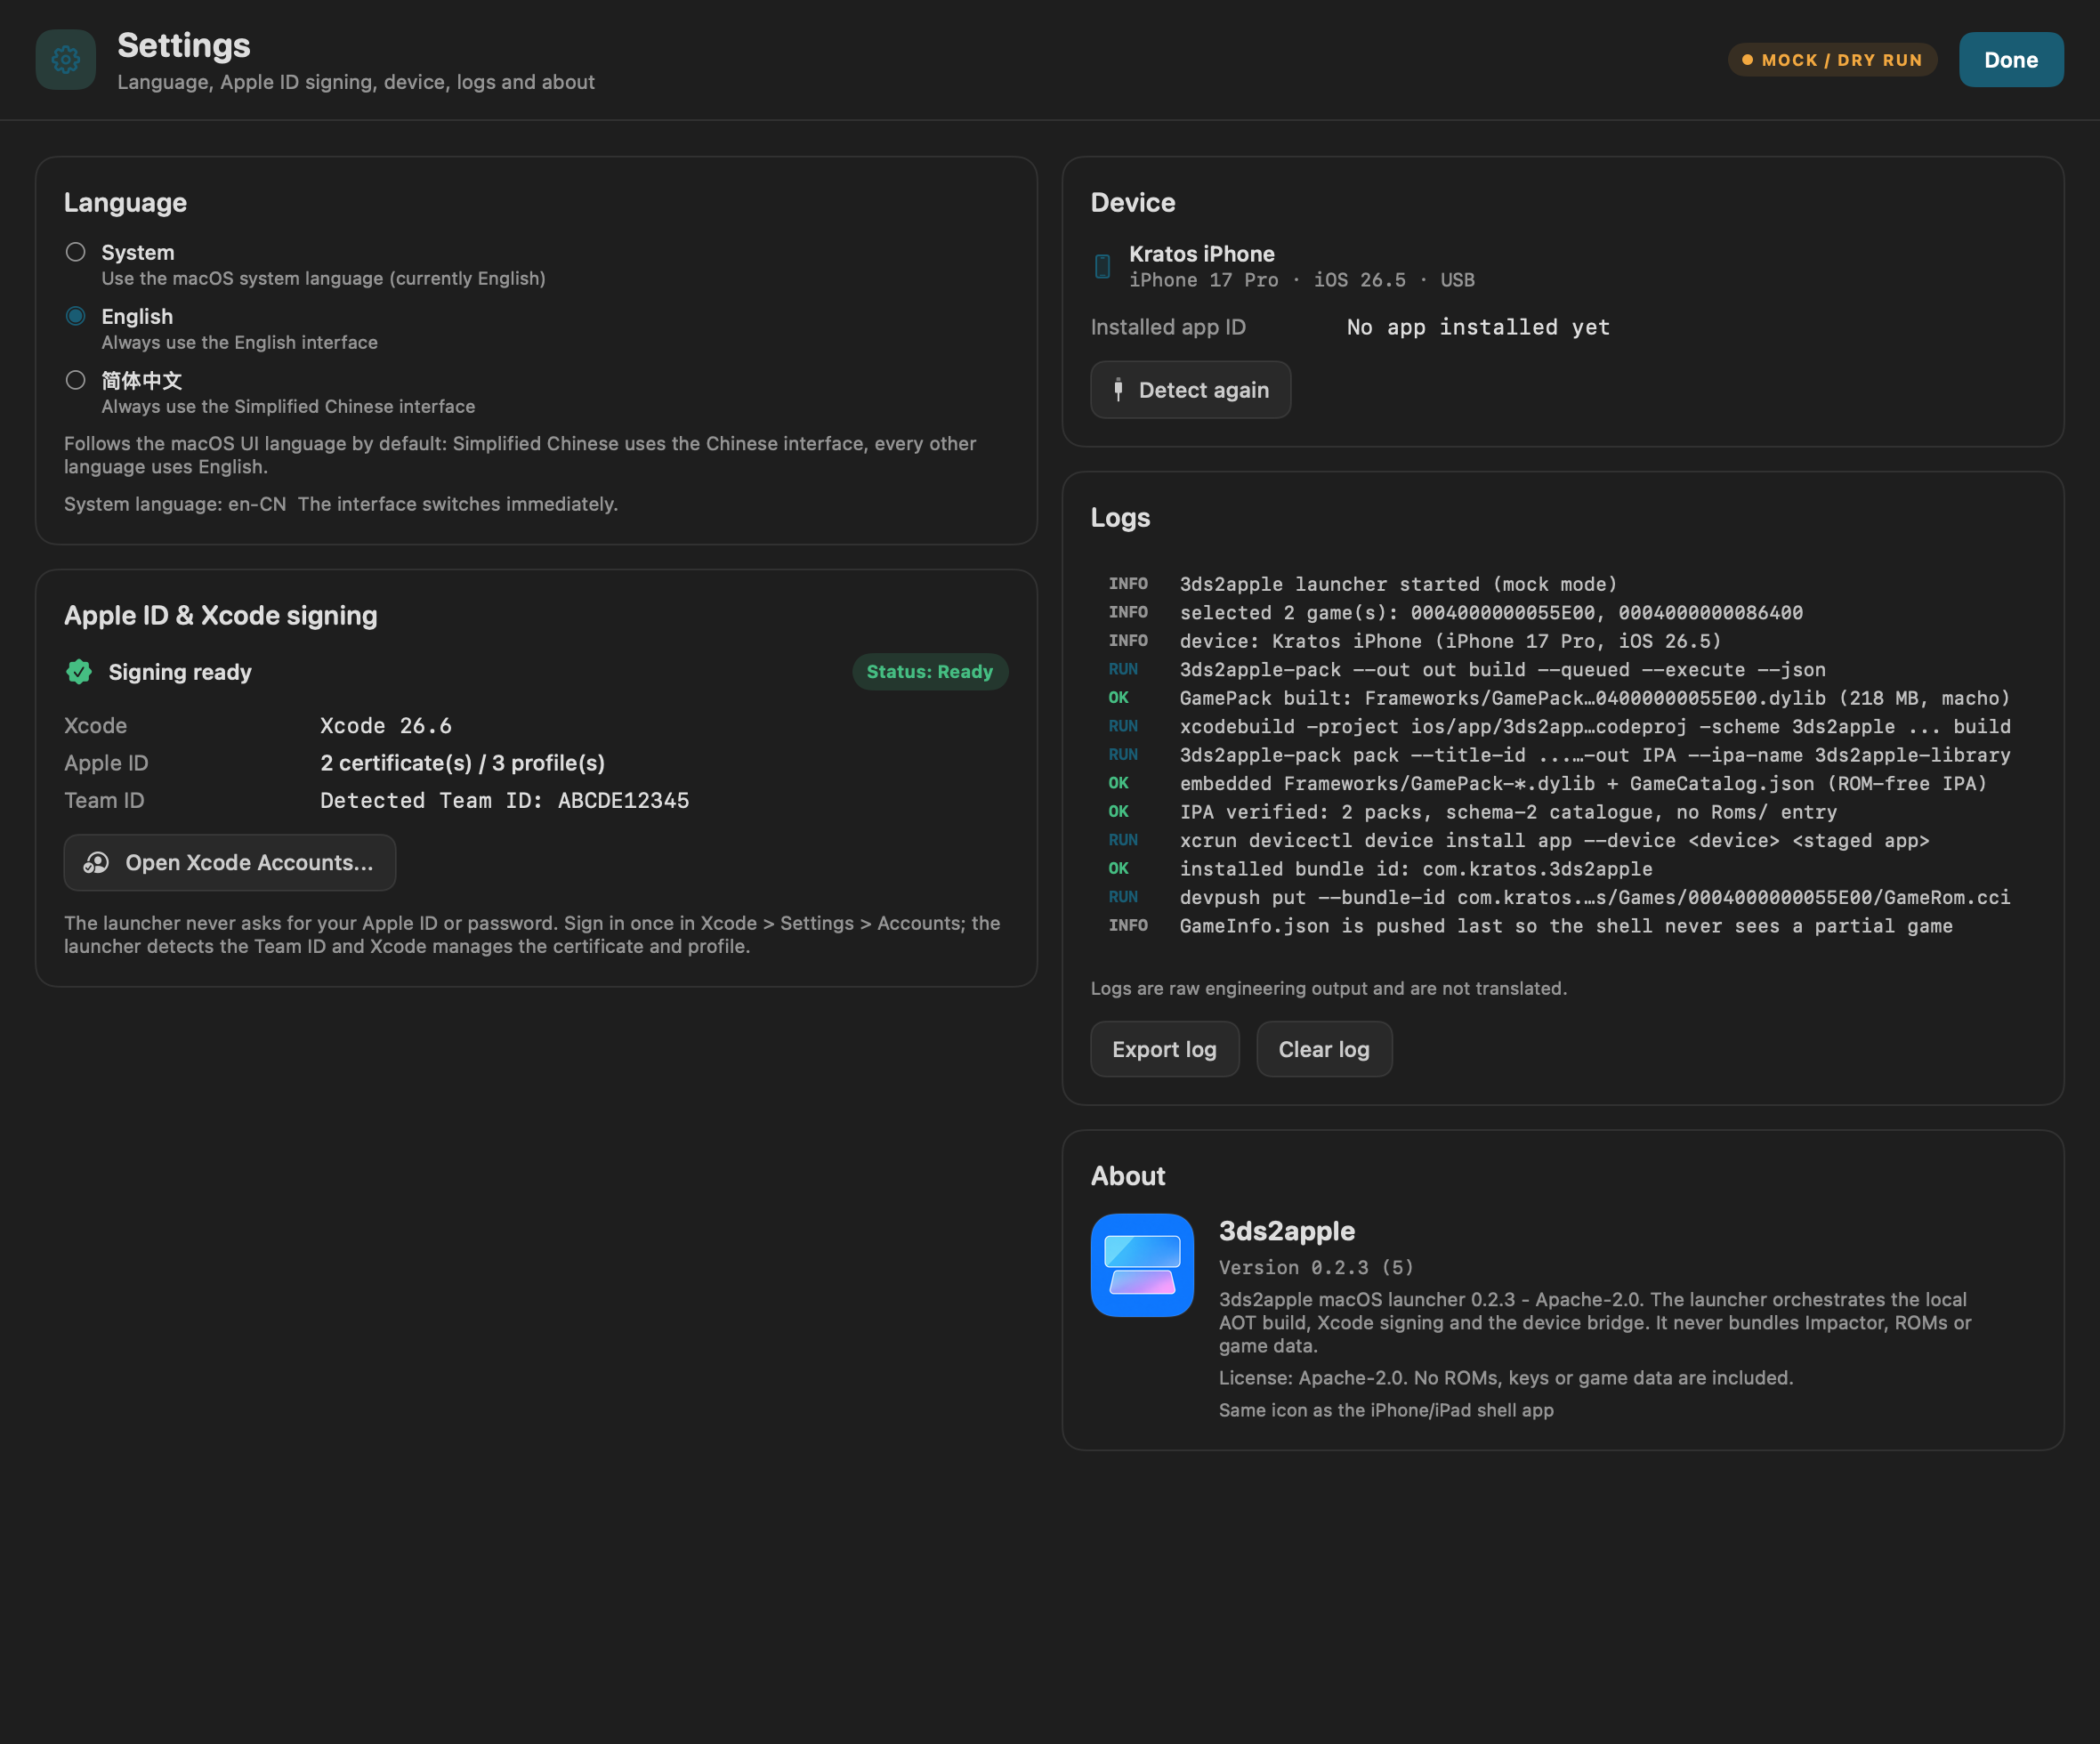 Settings
Language, Apple ID signing, device, logs and about
MOCK / DRY RUN
Done
Language
System
Use the macOS system language (currently English)
English
Always use the English interface
简体中文
Always use the Simplified Chinese interface
Follows the macOS UI language by default: Simplified Chinese uses the Chinese interface, every other
language uses English.
System language: en-CN The interface switches immediately.
Apple ID & Xcode signing
Signing ready
Status: Ready
Xcode Xcode 26.6
Apple ID 2 certificate(s) / 3 profile(s)
Team ID Detected Team ID: ABCDE12345
Open Xcode Accounts...
The launcher never asks for your Apple ID or password. Sign in once in Xcode > Settings > Accounts; the
launcher detects the Team ID and Xcode manages the certificate and profile.
Device
Kratos iPhone
iPhone 17 Pro · iOS 26.5 · USB
Installed app ID No app installed yet
Detect again
Logs
INFO 3ds2apple launcher started (mock mode)
INFO selected 2 game(s): 0004000000055E00, 0004000000086400
INFO device: Kratos iPhone (iPhone 17 Pro, iOS 26.5)
RUN 3ds2apple-pack --out out build --queued --execute --json
OK GamePack built: Frameworks/GamePack…04000000055E00.dylib (218 MB, macho)
RUN xcodebuild -project ios/app/3ds2app…codeproj -scheme 3ds2apple ... build
RUN 3ds2apple-pack pack --title-id ...…-out IPA --ipa-name 3ds2apple-library
OK embedded Frameworks/GamePack-*.dylib + GameCatalog.json (ROM-free IPA)
OK IPA verified: 2 packs, schema-2 catalogue, no Roms/ entry
RUN xcrun devicectl device install app --device <device> <staged app>
OK installed bundle id: com.kratos.3ds2apple
RUN devpush put --bundle-id com.kratos.…s/Games/0004000000055E00/GameRom.cci
INFO GameInfo.json is pushed last so the shell never sees a partial game
Logs are raw engineering output and are not translated.
Export log
Clear log
About
3ds2apple
Version 0.2.3 (5)
3ds2apple macOS launcher 0.2.3 - Apache-2.0. The launcher orchestrates the local
AOT build, Xcode signing and the device bridge. It never bundles Impactor, ROMs or
game data.
License: Apache-2.0. No ROMs, keys or game data are included.
Same icon as the iPhone/iPad shell app